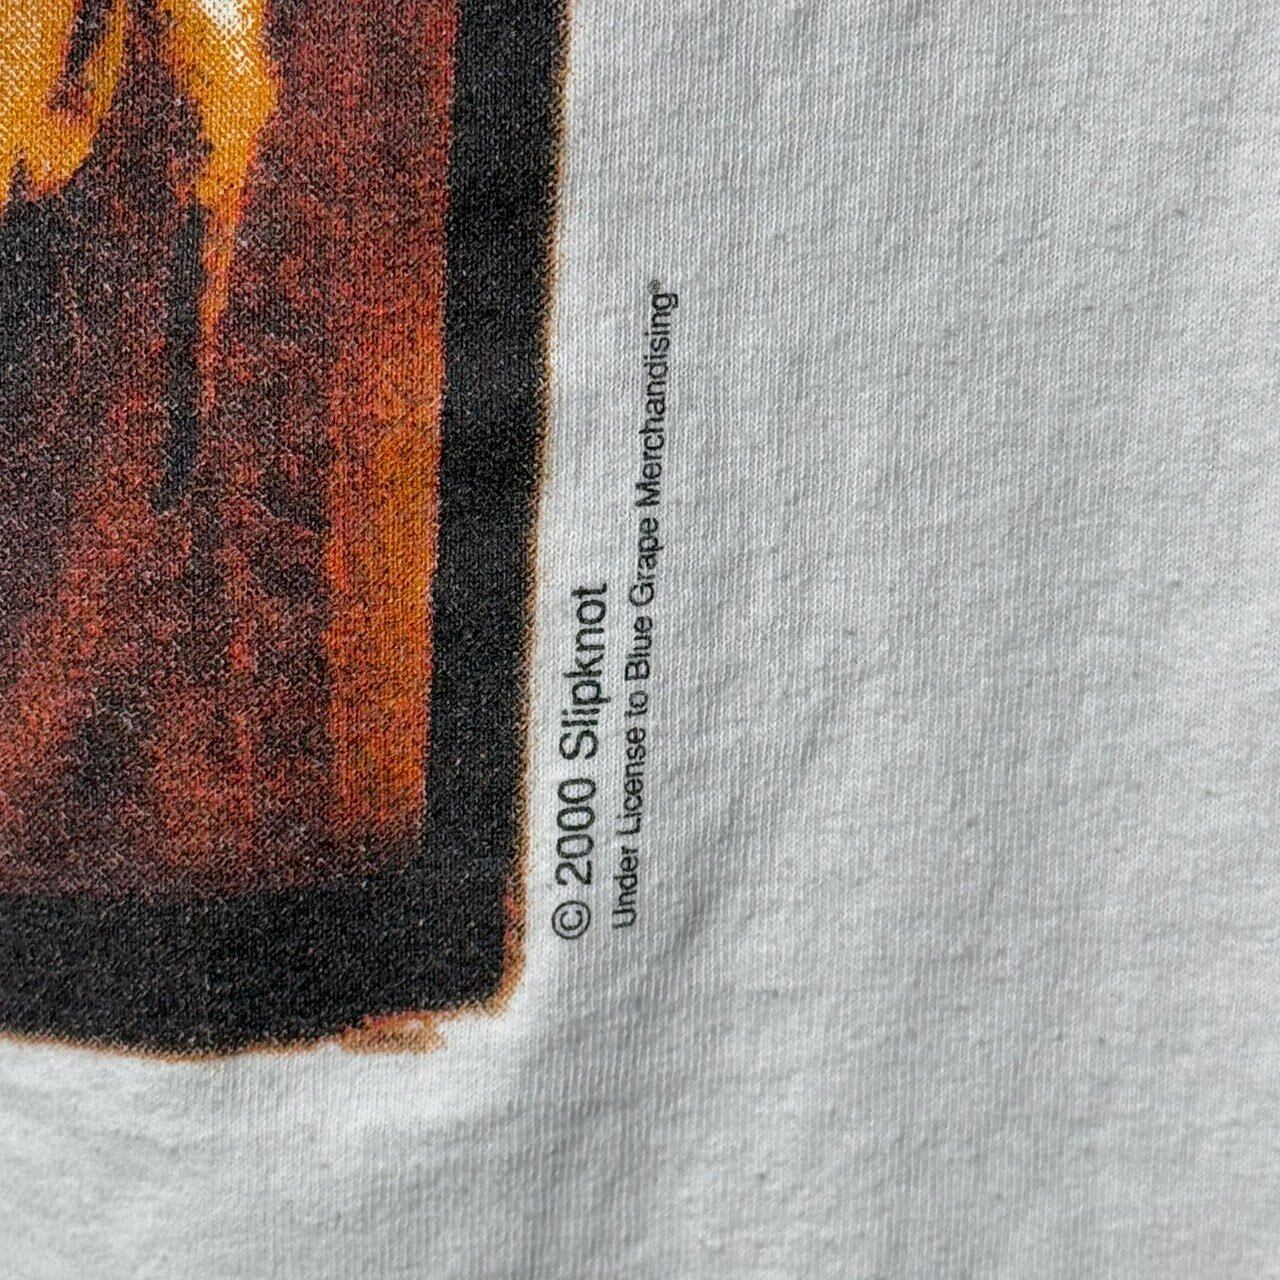 © 2000 Slipknot
Under License to Blue Grape Merchandising®